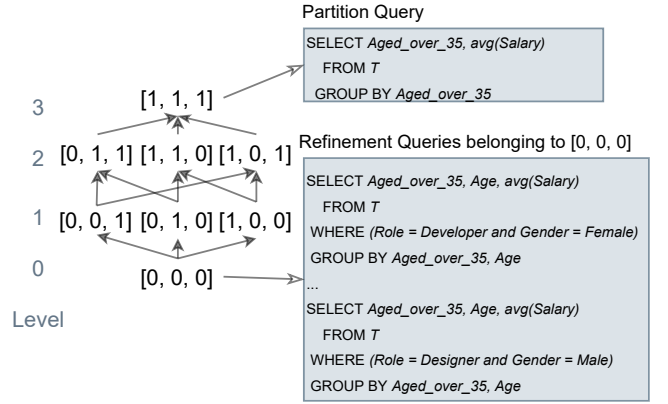 Partition Query
SELECT Aged_over_35, avg(Salary)
FROM T
GROUP BY Aged_over_35
3
[1, 1, 1]
2
[0, 1, 1] [1, 1, 0] [1, 0, 1]
1
[0, 0, 1] [0, 1, 0] [1, 0, 0]
0
[0, 0, 0]
Level
Refinement Queries belonging to [0, 0, 0]
SELECT Aged_over_35, Age, avg(Salary)
FROM T
WHERE (Role = Developer and Gender = Female)
GROUP BY Aged_over_35, Age
...
SELECT Aged_over_35, Age, avg(Salary)
FROM T
WHERE (Role = Designer and Gender = Male)
GROUP BY Aged_over_35, Age